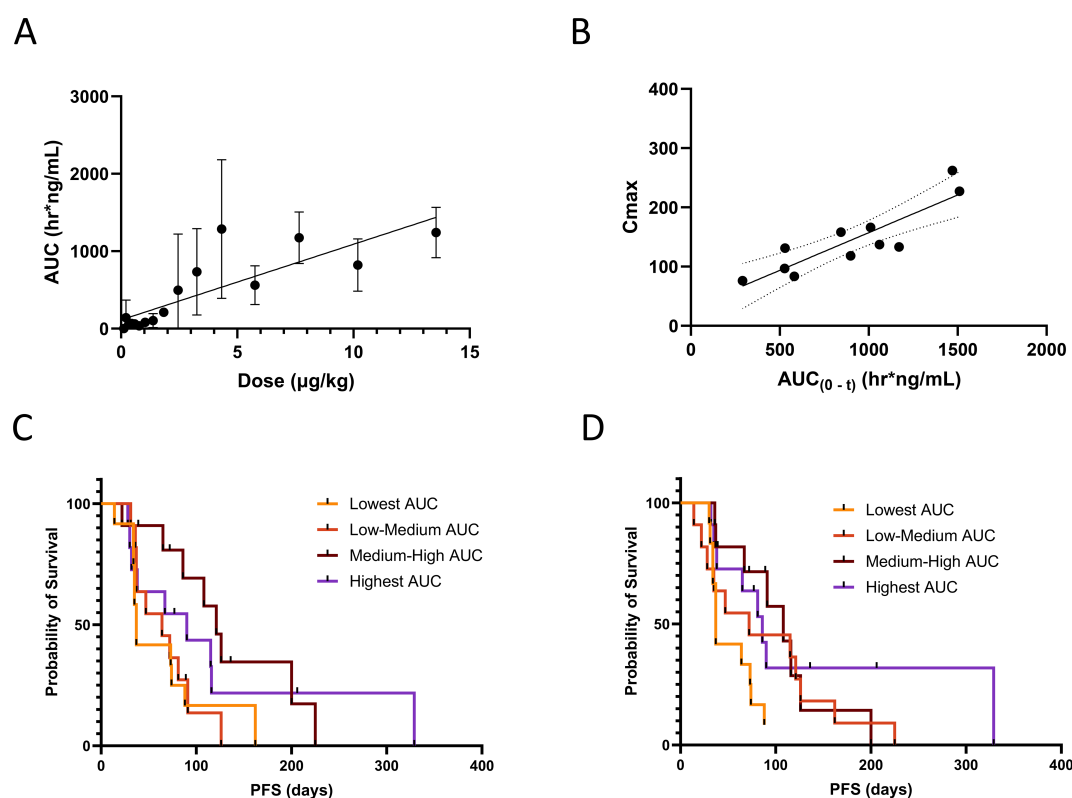 A
B
3000
2000
1000
0
AUC (hr*ng/mL)
0
5
10
15
Dose (µg/kg)
400
300
200
100
0
Cmax
0
500
1000
1500
2000
AUC(0 - t) (hr*ng/mL)
C
D
100
50
0
Probability of Survival
Lowest AUC
Low-Medium AUC
Medium-High AUC
Highest AUC
0
100
200
300
400
PFS (days)
100
50
0
Probability of Survival
Lowest AUC
Low-Medium AUC
Medium-High AUC
Highest AUC
0
100
200
300
400
PFS (days)